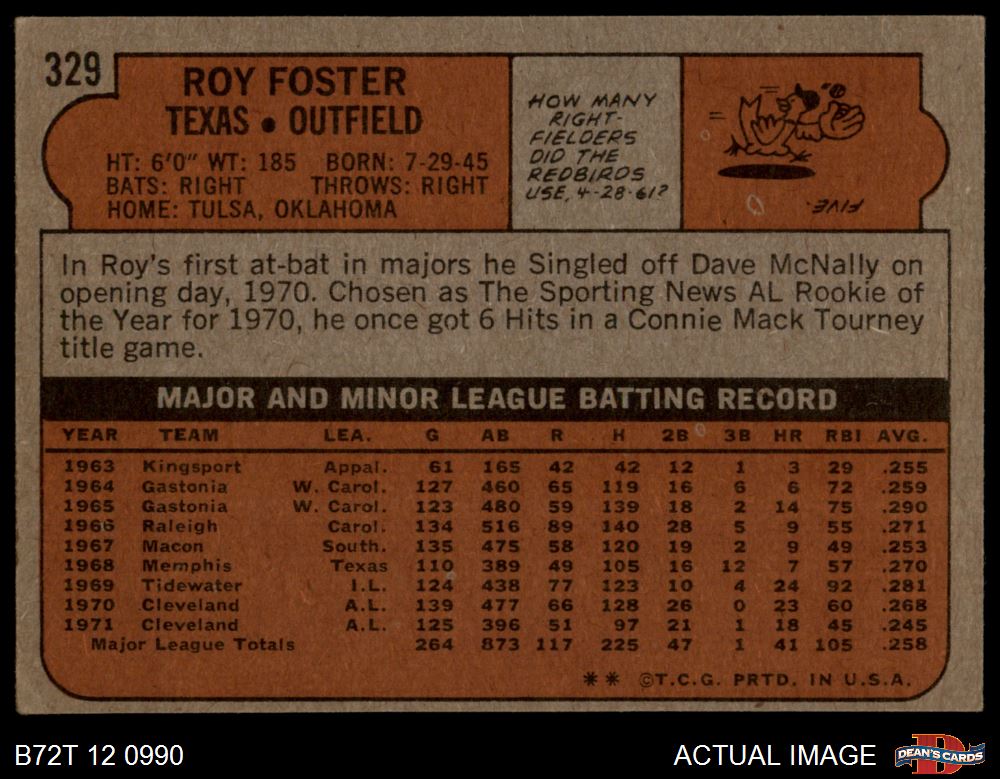 329
ROY FOSTER
TEXAS • OUTFIELD
HT: 6'0" WT: 185 BORN: 7-29-45
BATS: RIGHT THROWS: RIGHT
HOME: TULSA, OKLAHOMA
HOW MANY
RIGHT-
FIELDERS
DID THE
REDBIRDS
USE, 4-28-61?
FIVE.
In Roy's first at-bat in majors he Singled off Dave McNally on
opening day, 1970. Chosen as The Sporting News AL Rookie of
the Year for 1970, he once got 6 Hits in a Connie Mack Tourney
title game.
MAJOR AND MINOR LEAGUE BATTING RECORD
YEAR TEAM LEA. G AB R H 2B 3B HR RBI AVG.
1963 Kingsport Appal. 61 165 42 42 12 1 3 29 .255
1964 Gastonia W. Carol. 127 460 65 119 16 6 6 72 .259
1965 Gastonia W. Carol. 123 480 59 139 18 2 14 75 .290
1966 Raleigh Carol. 134 516 89 140 28 5 9 55 .271
1967 Macon South. 135 475 58 120 19 2 9 49 .253
1968 Memphis Texas 110 389 49 105 16 12 7 57 .270
1969 Tidewater I.L. 124 438 77 123 10 4 24 92 .281
1970 Cleveland A.L. 139 477 66 128 26 0 23 60 .268
1971 Cleveland A.L. 125 396 51 97 21 1 18 45 .245
Major League Totals 264 873 117 225 47 1 41 105 .258
** ©T.C.G. PRTD. IN U.S.A.
B72T 12 0990
ACTUAL IMAGE
DEAN'S CARDS